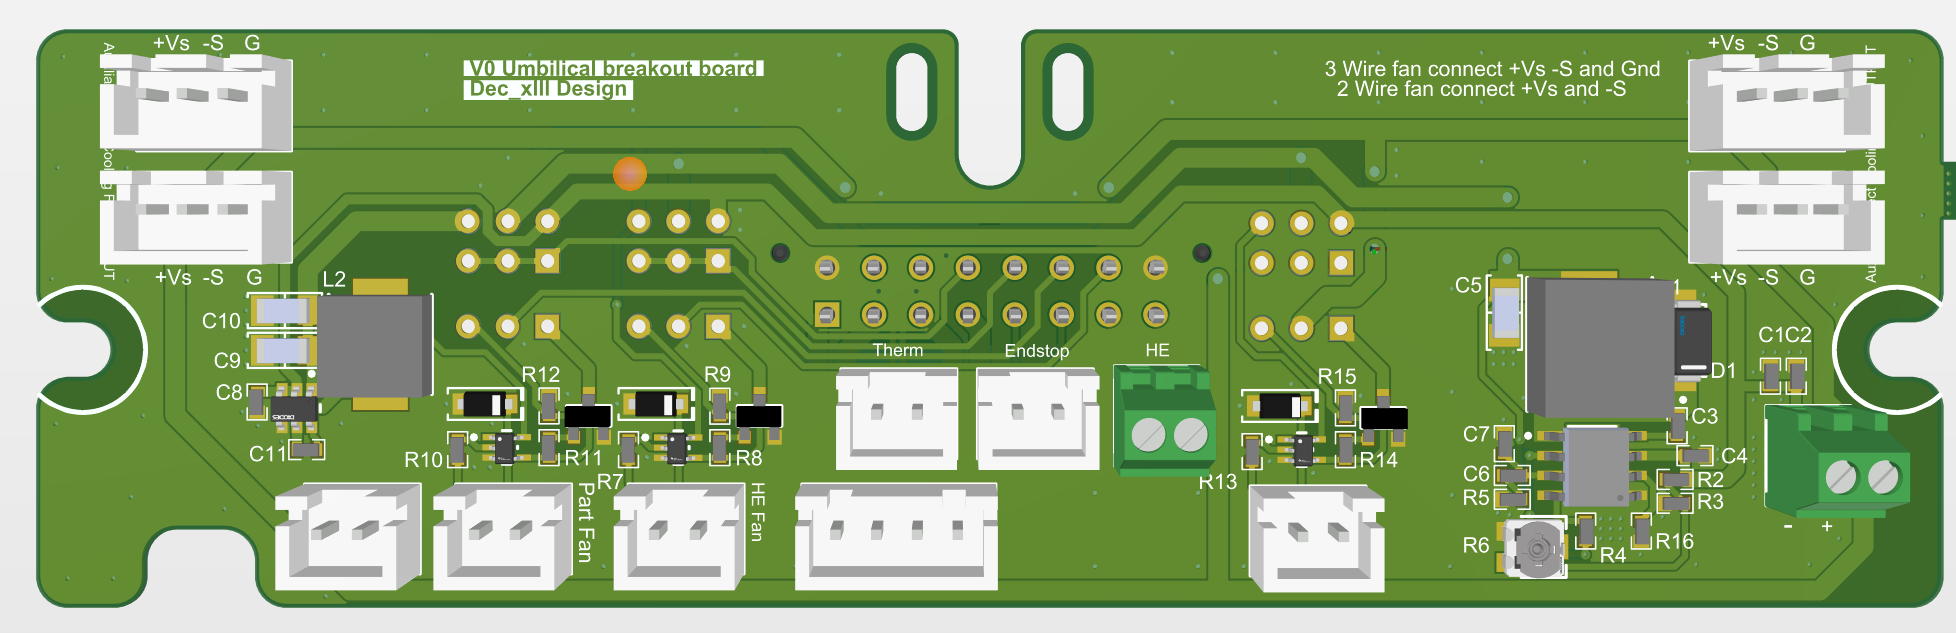 +Vs -S G
V0 Umbilical breakout board
Dec_xIII Design
3 Wire fan connect +Vs -S and Gnd
2 Wire fan connect +Vs and -S
+Vs -S G
+Vs -S G
+Vs -S G
L2
C10
C9
C8
C11
R12
R10
R11
R9
R7
R8
Part Fan
HE Fan
Therm
Endstop
HE
R15
R13
R14
C5
D1
C1
C2
C3
C7
C4
C6
R5
R2
R3
R6
R4
R16
- +